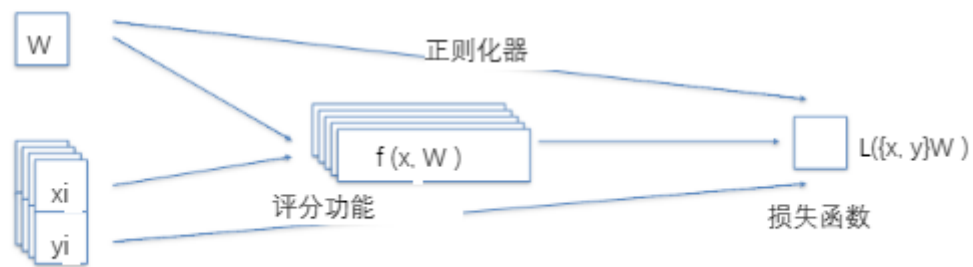 W
正则化器
f (x, W )
L({x, y}W )
xi
评分功能
损失函数
yi